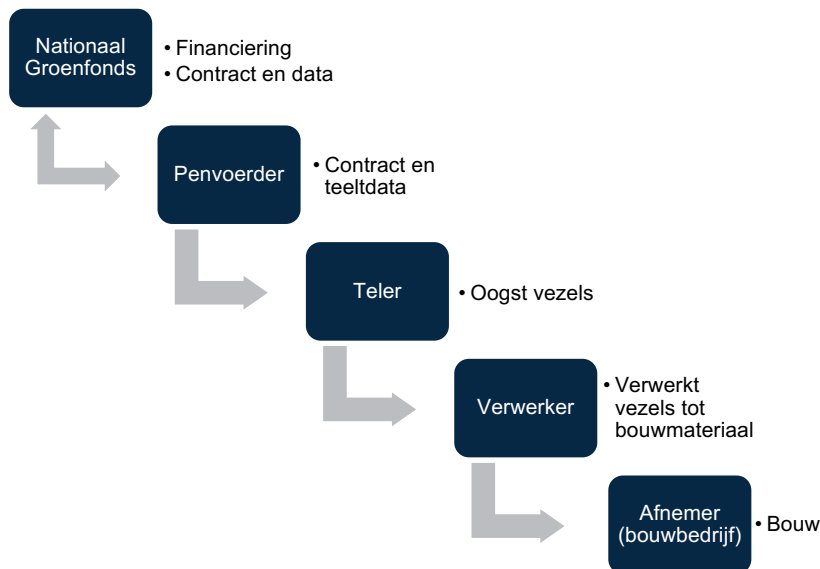 Nationaal
Groenfonds
• Financiering
• Contract en data
Penvoerder
• Contract en
teeltdata
Teler
• Oogst vezels
Verwerker
• Verwerkt
vezels tot
bouwmateriaal
Afnemer
(bouwbedrijf)
• Bouw